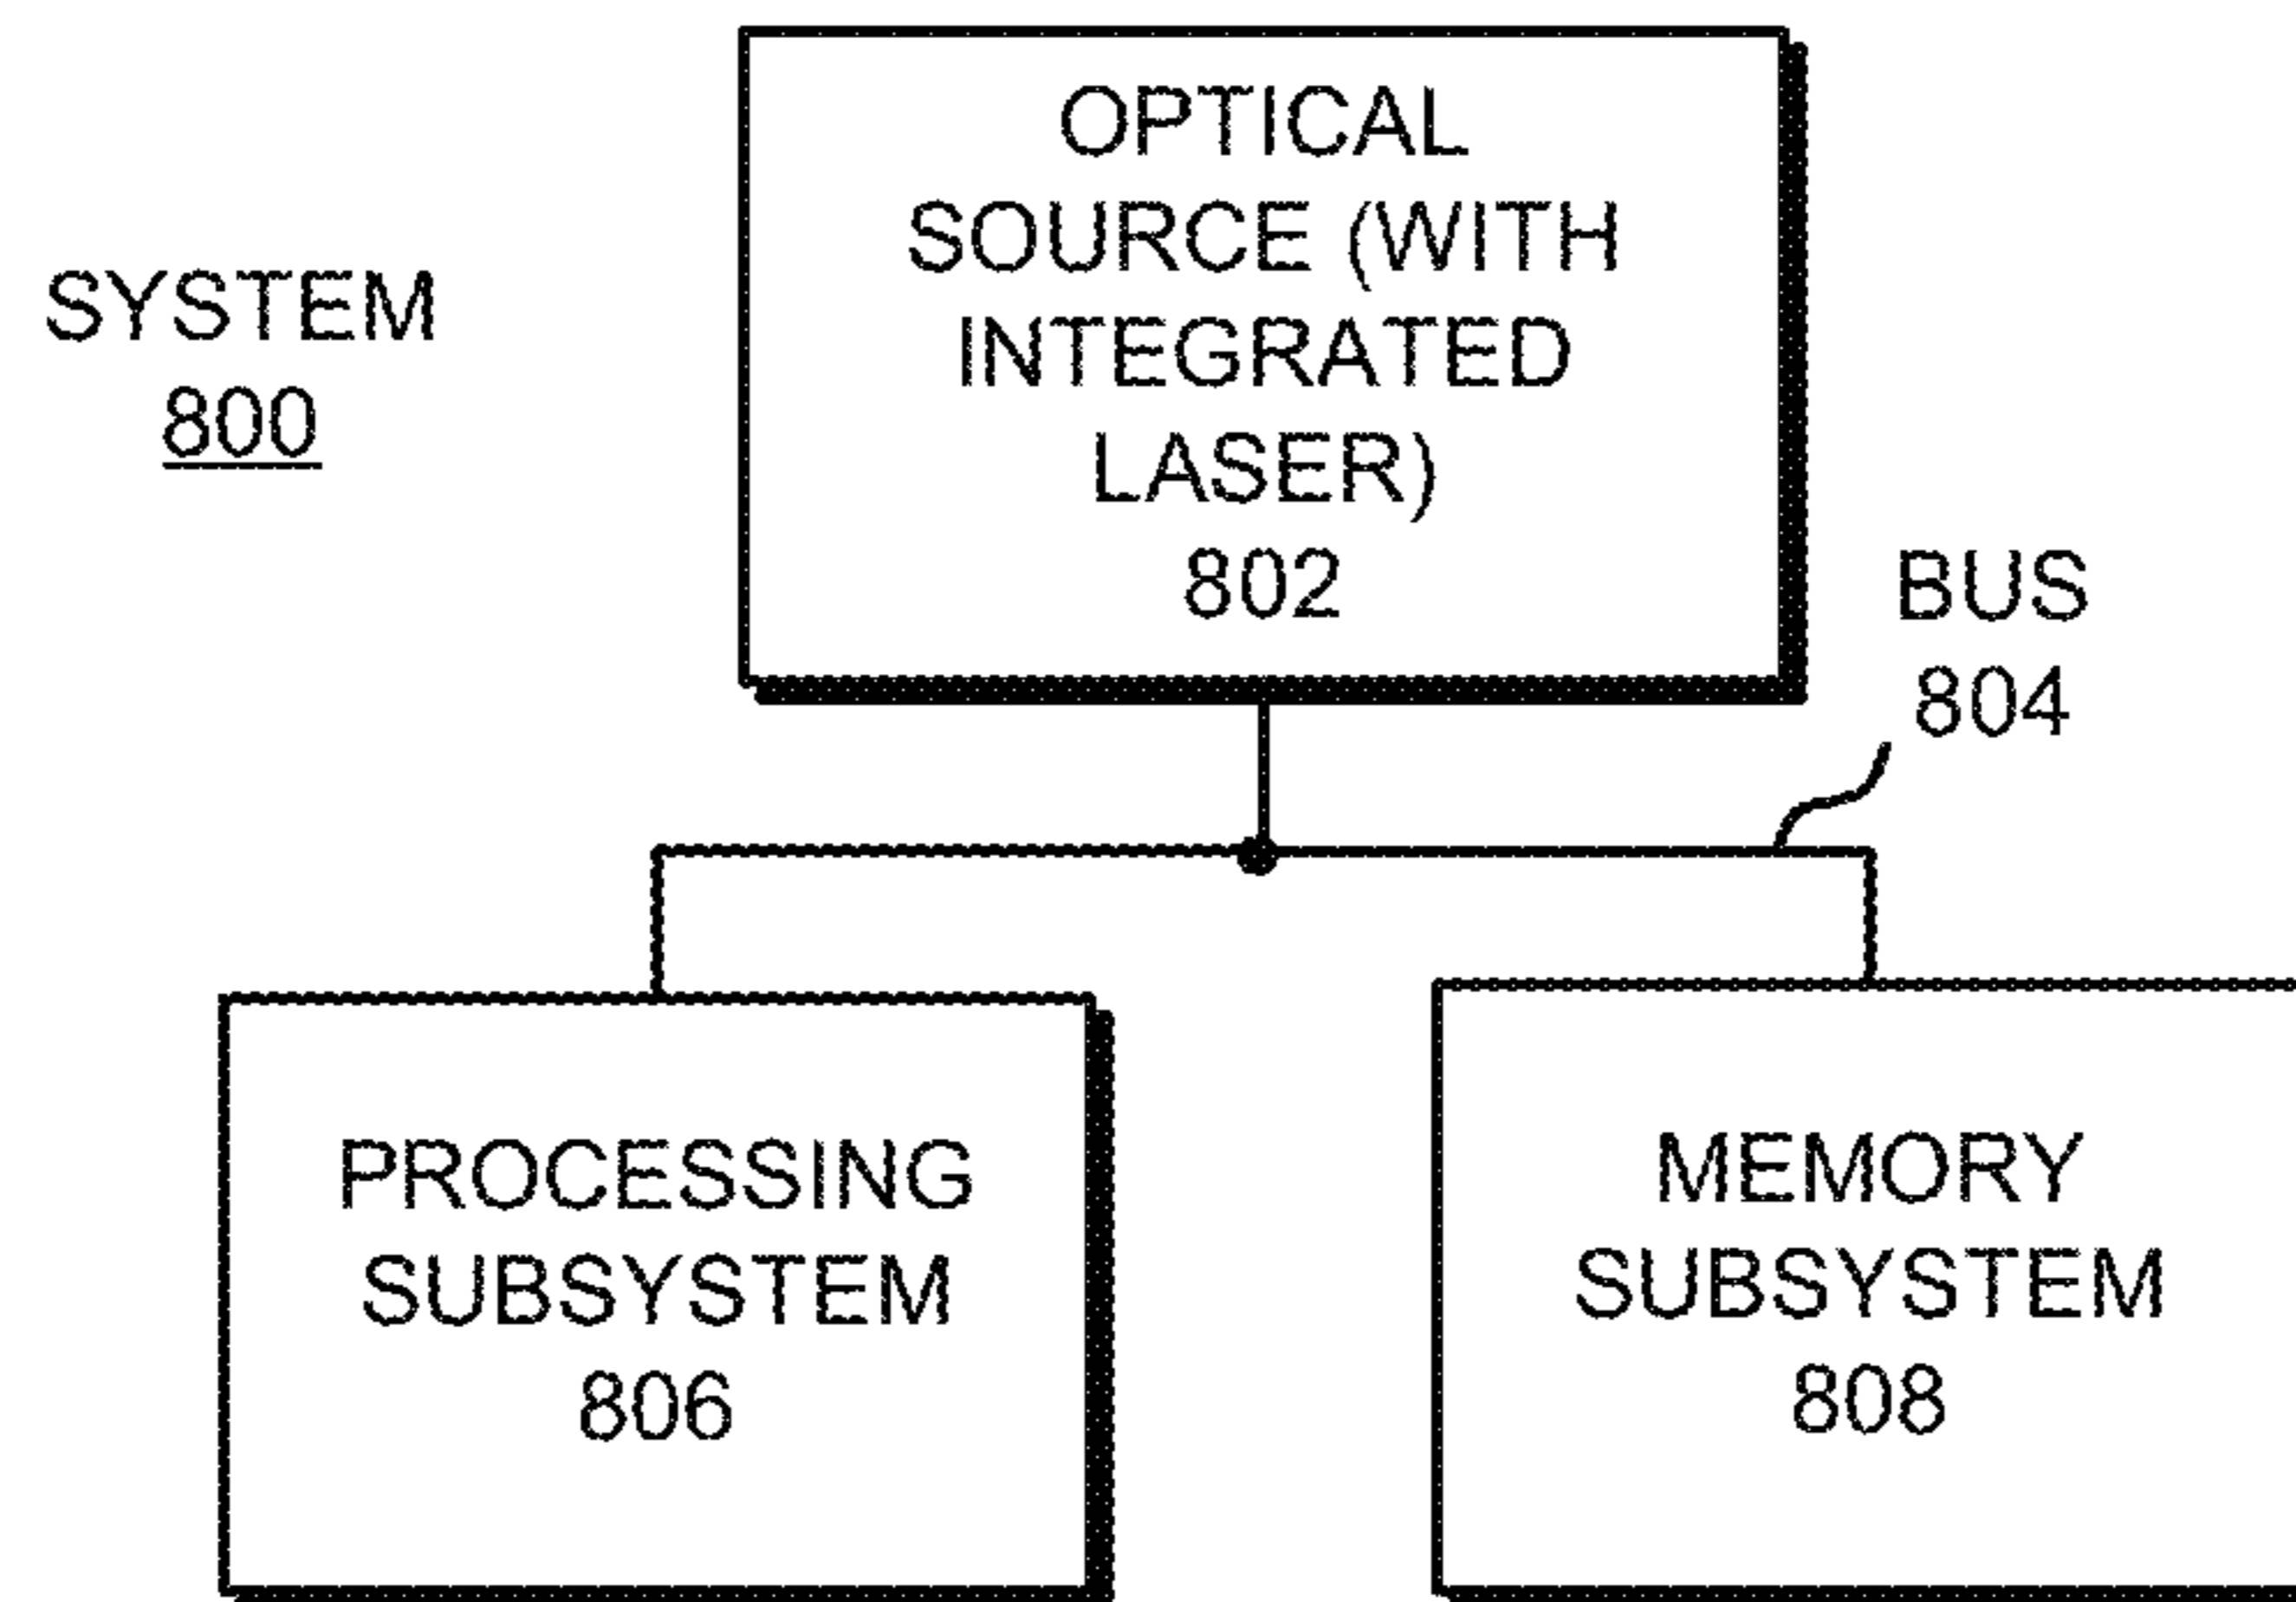 SYSTEM
800
OPTICAL
SOURCE (WITH
INTEGRATED
LASER)
802
BUS
804
PROCESSING
SUBSYSTEM
806
MEMORY
SUBSYSTEM
808